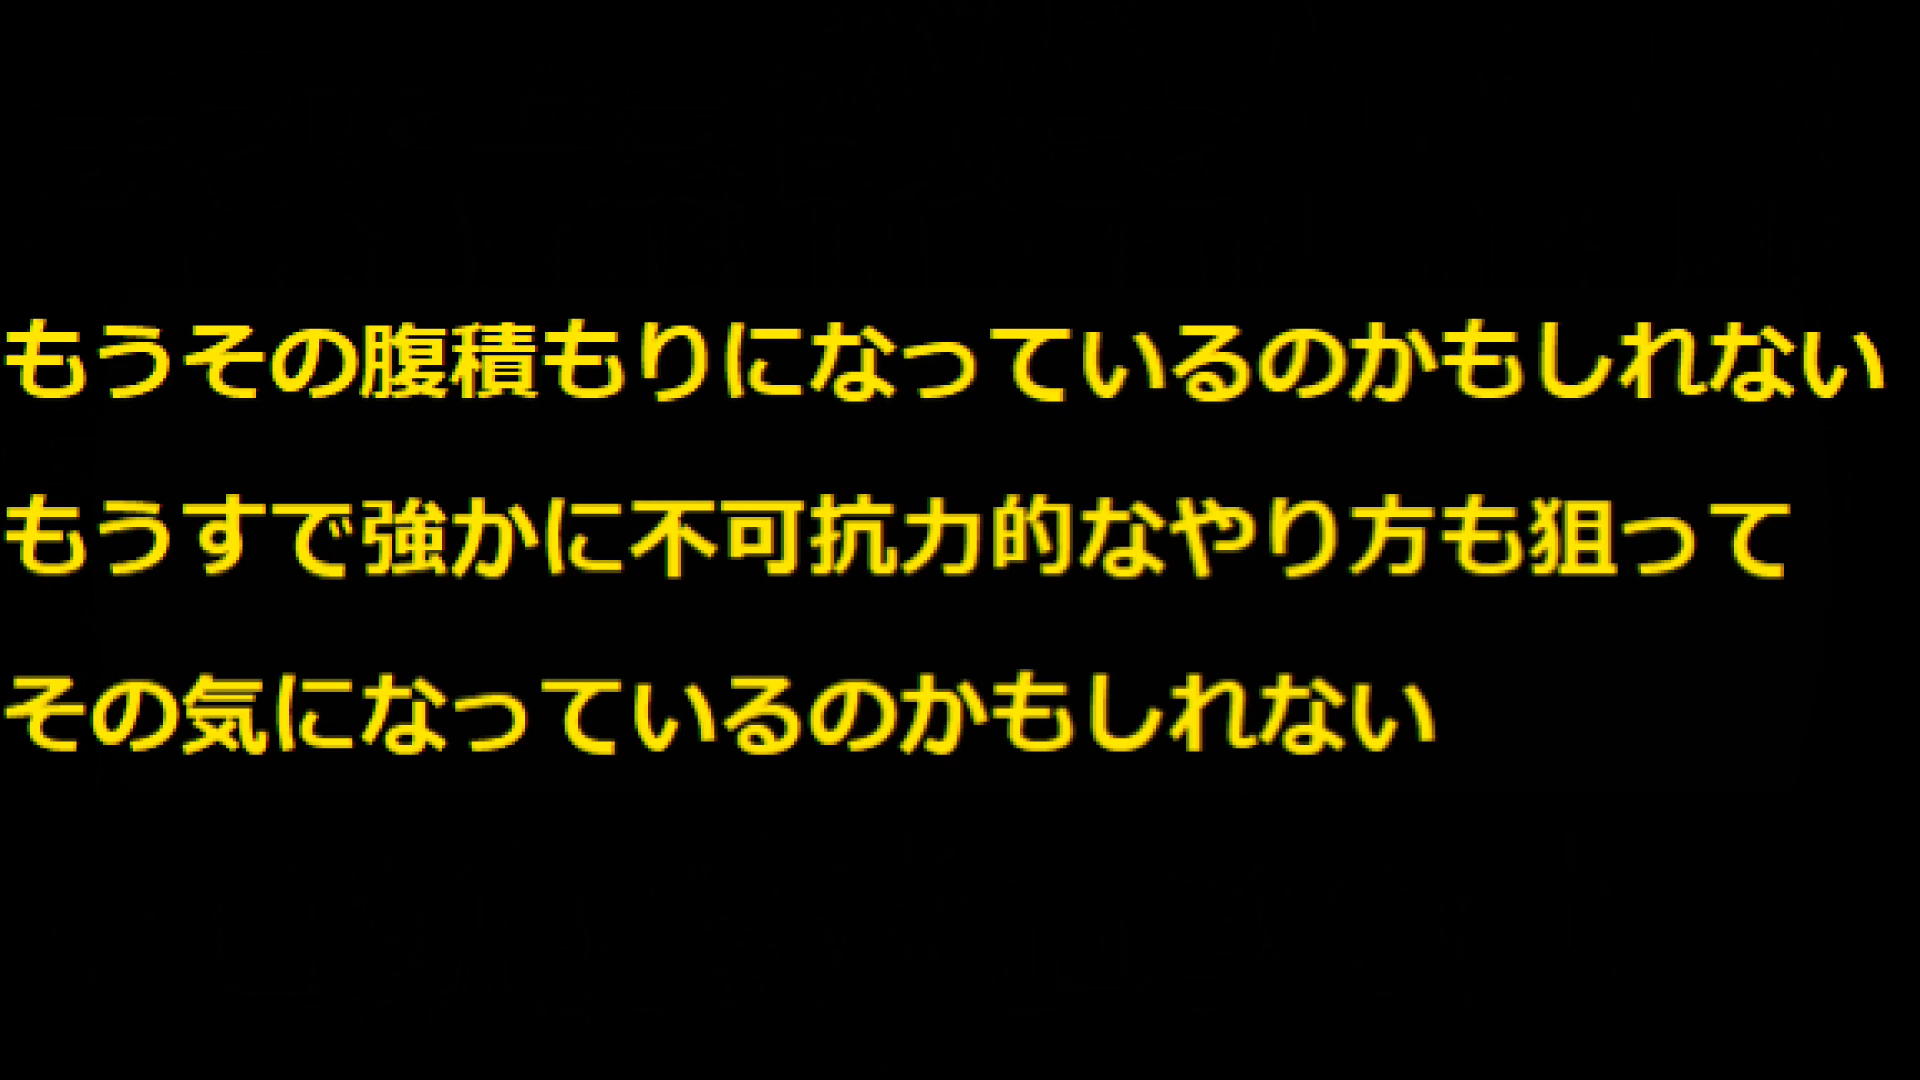 もうその腹積もりになっているのかもしれない
もうすで強かに不可抗力的なやり方も狙って
その気になっているのかもしれない